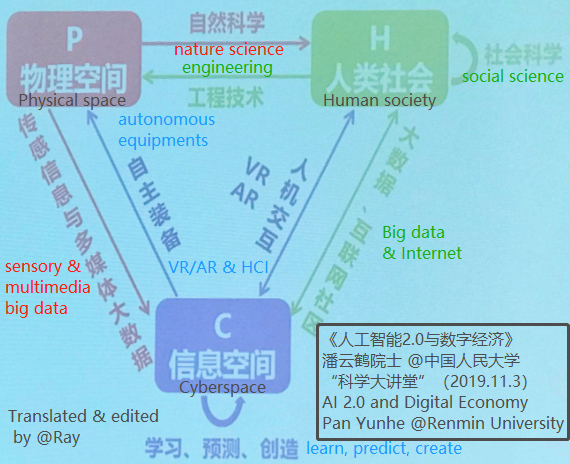 自然科学
nature science
P
物理空间
Physical space
H
人类社会
Human society
社会科学
social science
engineering
工程技术
autonomous
equipments
传感信息与多媒体大数据
sensory &
multimedia
big data
自主装备
VR
AR
人机交互
VR/AR & HCI
大数据、互联网社区
Big data
& Internet
C
信息空间
Cyberspace
学习、预测、创造
learn, predict, create
Translated & edited
by @Ray
《人工智能2.0与数字经济》
潘云鹤院士 @中国人民大学
“科学大讲堂”（2019.11.3）
AI 2.0 and Digital Economy
Pan Yunhe @Renmin University